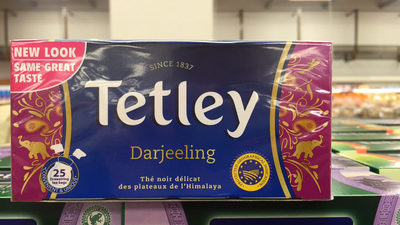 NEW LOOK
SAME GREAT
TASTE
SINCE 1837
Tetley
Darjeeling
Thé noir délicat
des plateaux de l'Himalaya
25